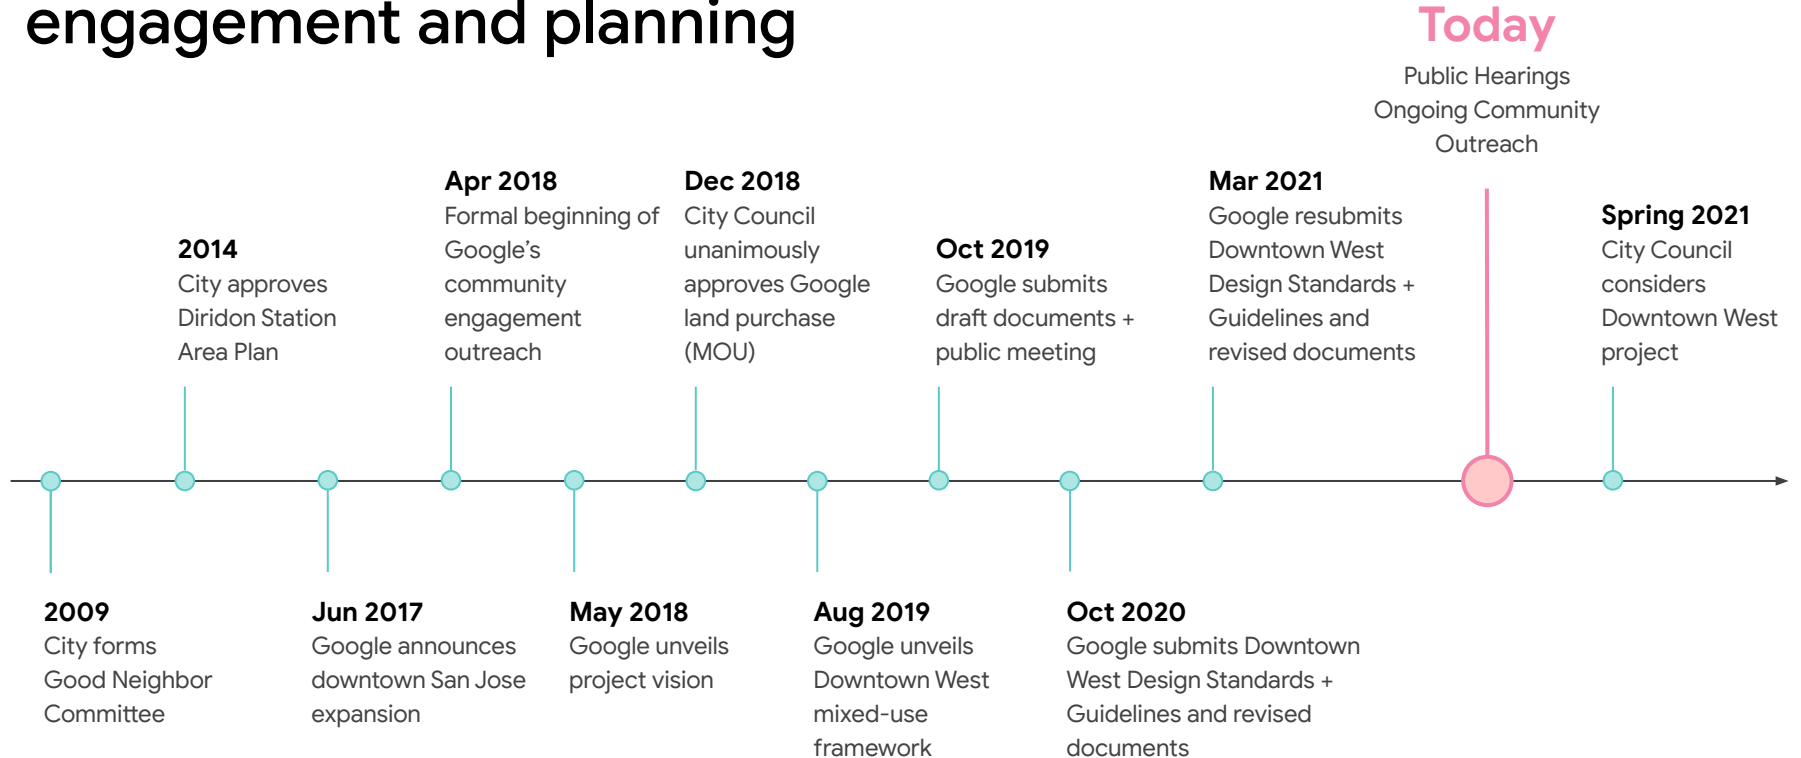 engagement and planning
Today
Public Hearings
Ongoing Community
Outreach
2009
City forms
Good Neighbor
Committee
2014
City approves
Diridon Station
Area Plan
Jun 2017
Google announces
downtown San Jose
expansion
Apr 2018
Formal beginning of
Google’s
community
engagement
outreach
May 2018
Google unveils
project vision
Dec 2018
City Council
unanimously
approves Google
land purchase
(MOU)
Aug 2019
Google unveils
Downtown West
mixed-use
framework
Oct 2019
Google submits
draft documents +
public meeting
Oct 2020
Google submits Downtown
West Design Standards +
Guidelines and revised
documents
Mar 2021
Google resubmits
Downtown West
Design Standards +
Guidelines and
revised documents
Spring 2021
City Council
considers
Downtown West
project